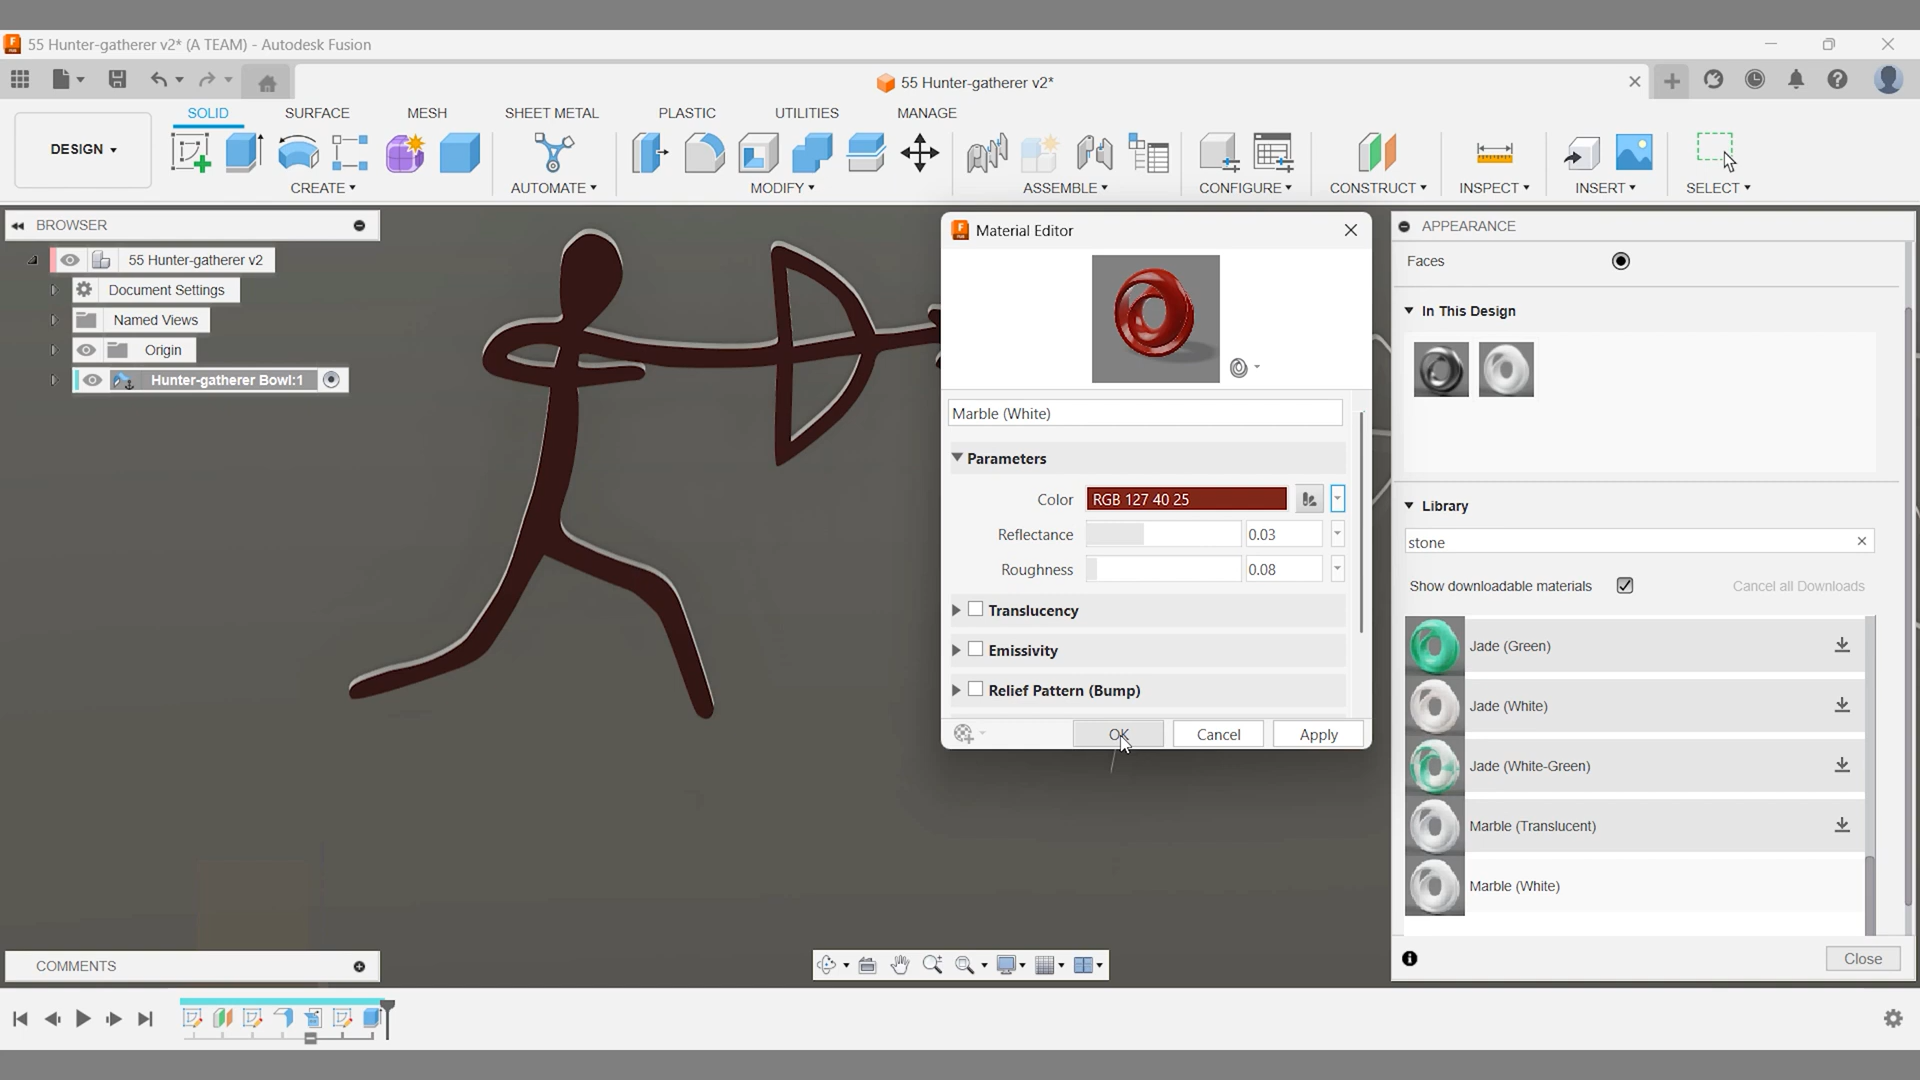 55 Hunter-gatherer v2* (A TEAM) - Autodesk Fusion
55 Hunter-gatherer v2*
SOLID SURFACE MESH SHEET METAL PLASTIC UTILITIES MANAGE
DESIGN
CREATE AUTOMATE MODIFY ASSEMBLE CONFIGURE CONSTRUCT INSPECT INSERT SELECT
BROWSER
55 Hunter-gatherer v2
Document Settings
Named Views
Origin
Hunter-gatherer Bowl:1
Material Editor
Marble (White)
Parameters
Color RGB 127 40 25
Reflectance 0.03
Roughness 0.08
Translucency
Emissivity
Relief Pattern (Bump)
OK Cancel Apply
APPEARANCE
Faces
In This Design
Library
stone
Show downloadable materials Cancel all Downloads
Jade (Green)
Jade (White)
Jade (White-Green)
Marble (Translucent)
Marble (White)
Close
COMMENTS